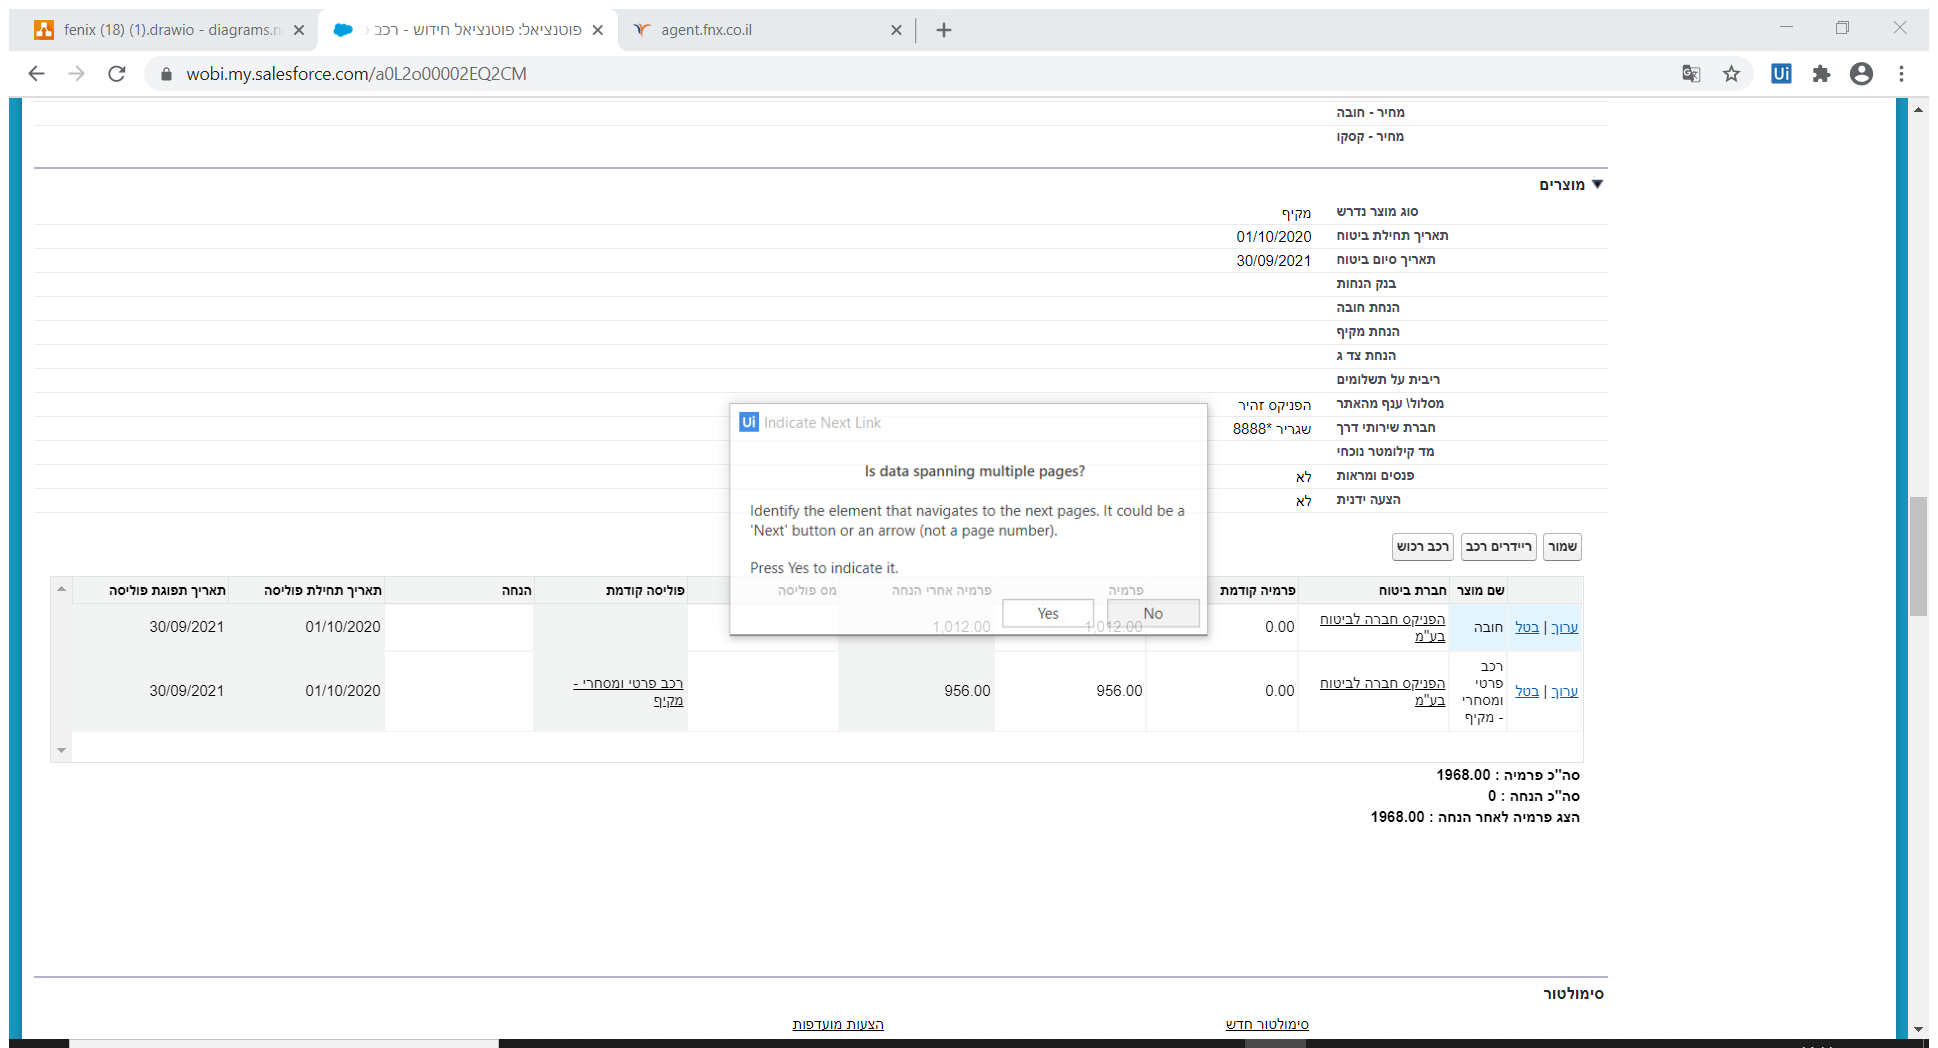 fenix (18) (1).drawio - diagrams.n
פוטנציאל: פוטנציאל חידוש - רכב
agent.fnx.co.il
wobi.my.salesforce.com/a0L2o00002EQ2CM
Ui
מחיר - חובה
מחיר - קסקו
מוצרים
סוג מוצר נדרש מקיף
תאריך תחילת ביטוח 01/10/2020
תאריך סיום ביטוח 30/09/2021
בנק הנחות
הנחת חובה
הנחת מקיף
הנחת צד ג
ריבית על תשלומים
מסלול\ ענף מהאתר הפניקס זהיר
חברת שירותי דרך שגריר *8888
מד קילומטר נוכחי
פנסים ומראות לא
הצעה ידנית לא
Ui Indicate Next Link
Is data spanning multiple pages?
Identify the element that navigates to the next pages. It could be a
'Next' button or an arrow (not a page number).
Press Yes to indicate it.
Yes No
שמור ריידרים רכב רכב רכוש
שם מוצר חברת ביטוח פרמיה קודמת פרמיה פרמיה אחרי הנחה מס פוליסה פוליסה קודמת הנחה תאריך תחילת פוליסה תאריך תפוגת פוליסה
ערוך | בטל חובה הפניקס חברה לביטוח בע"מ 0.00 1,012.00 1,012.00 01/10/2020 30/09/2021
ערוך | בטל רכב פרטי ומסחרי - מקיף הפניקס חברה לביטוח בע"מ 0.00 956.00 956.00 רכב פרטי ומסחרי - מקיף 01/10/2020 30/09/2021
סה"כ פרמיה : 1968.00
סה"כ הנחה : 0
הצג פרמיה לאחר הנחה : 1968.00
סימולטור
סימולטור חדש הצעות מועדפות